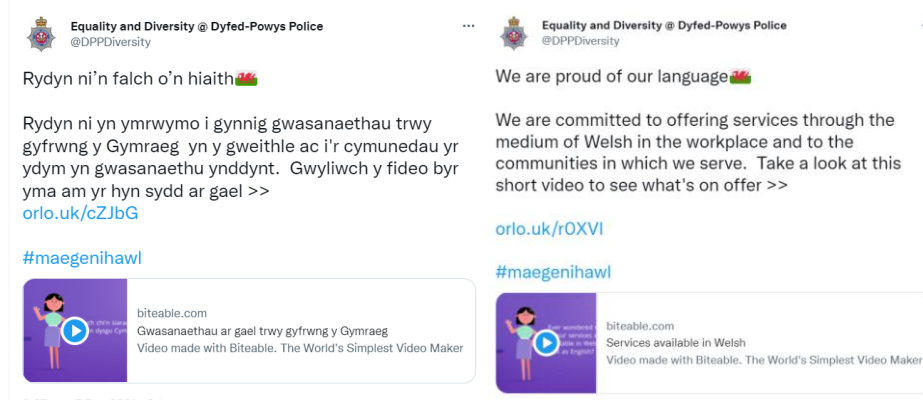 Equality and Diversity @ Dyfed-Powys Police
@DPPDiversity
Rydyn ni'n falch o'n hiaith
Rydyn ni yn ymrwymo i gynnig gwasanaethau trwy
gyfrwng y Gymraeg yn y gweithle ac i'r cymunedau yr
ydym yn gwasanaethu ynddynt. Gwyliwch y fideo byr
yma am yr hyn sydd ar gael >>
orlo.uk/cZJbG
#maegenihawl
biteable.com
Gwasanaethau ar gael trwy gyfrwng y Gymraeg
Video made with Biteable. The World's Simplest Video Maker
Equality and Diversity @ Dyfed-Powys Police
@DPPDiversity
We are proud of our language
We are committed to offering services through the
medium of Welsh in the workplace and to the
communities in which we serve. Take a look at this
short video to see what's on offer >>
orlo.uk/r0XVI
#maegenihawl
Ever wondered
biteable.com
Services available in Welsh
Video made with Biteable. The World's Simplest Video Maker